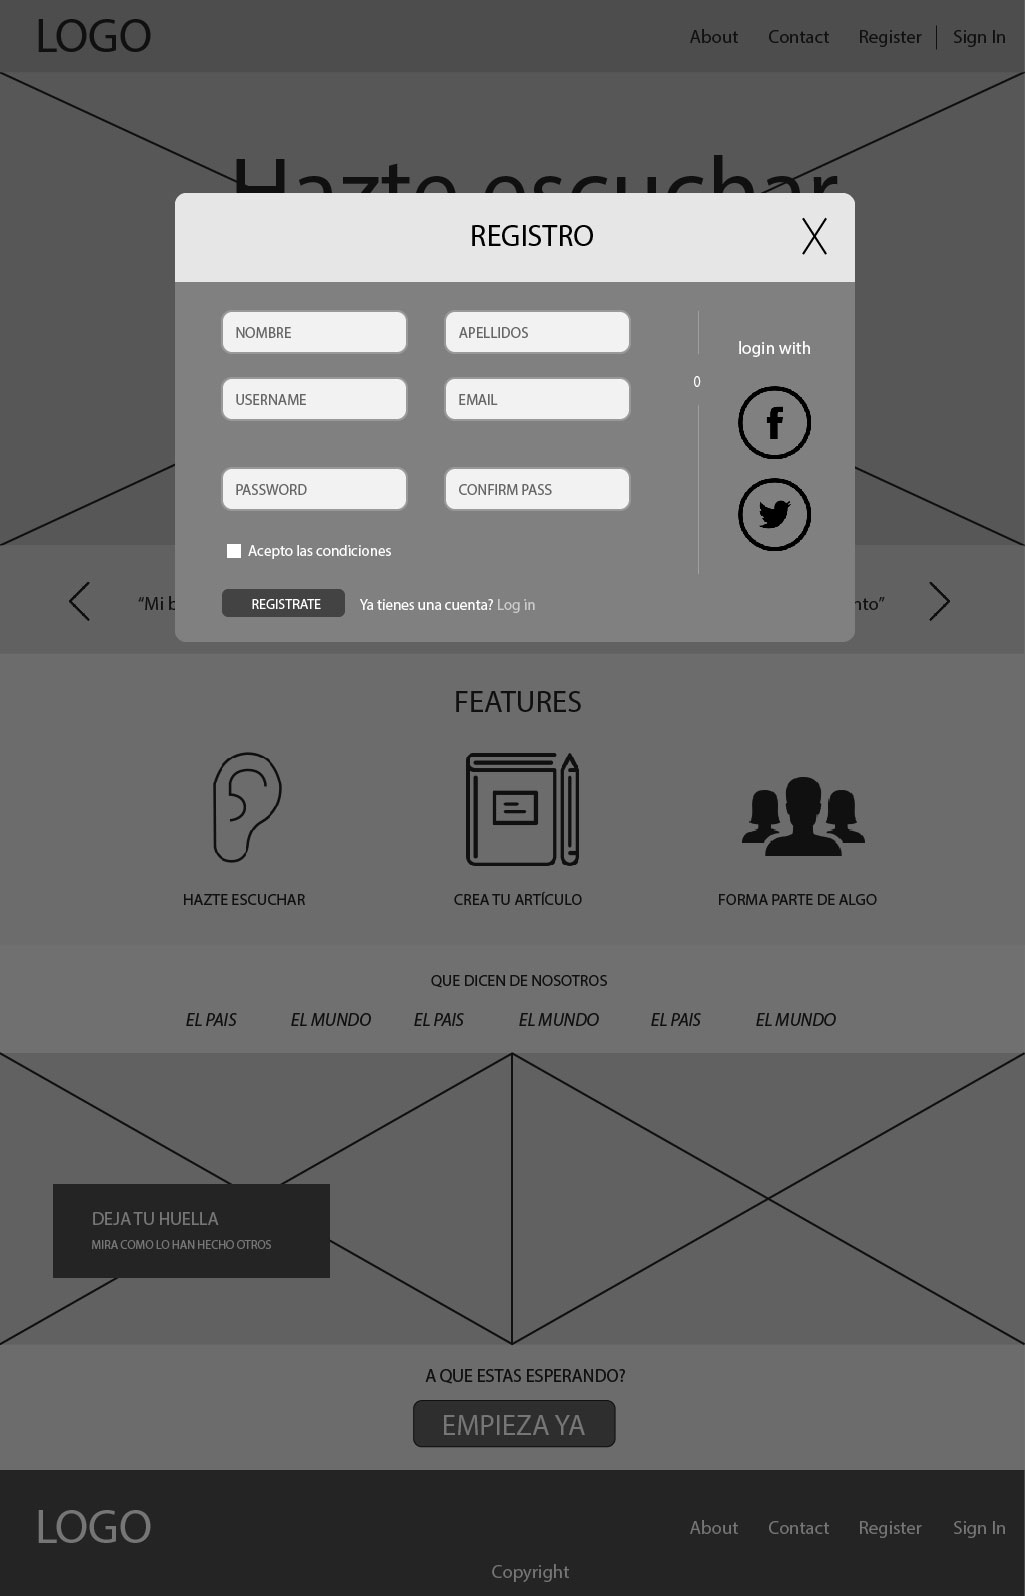 LOGO
About Contact Register | Sign In
Hazte escuchar
REGISTRO X
NOMBRE APELLIDOS
login with
0
USERNAME EMAIL
PASSWORD CONFIRM PASS
Acepto las condiciones
REGISTRATE Ya tienes una cuenta? Log in
“Mi nto”
FEATURES
HAZTE ESCUCHAR CREA TU ARTÍCULO FORMA PARTE DE ALGO
QUE DICEN DE NOSOTROS
EL PAIS EL MUNDO EL PAIS EL MUNDO EL PAIS EL MUNDO
DEJA TU HUELLA
MIRA COMO LO HAN HECHO OTROS
A QUE ESTAS ESPERANDO?
EMPIEZA YA
LOGO
About Contact Register Sign In
Copyright